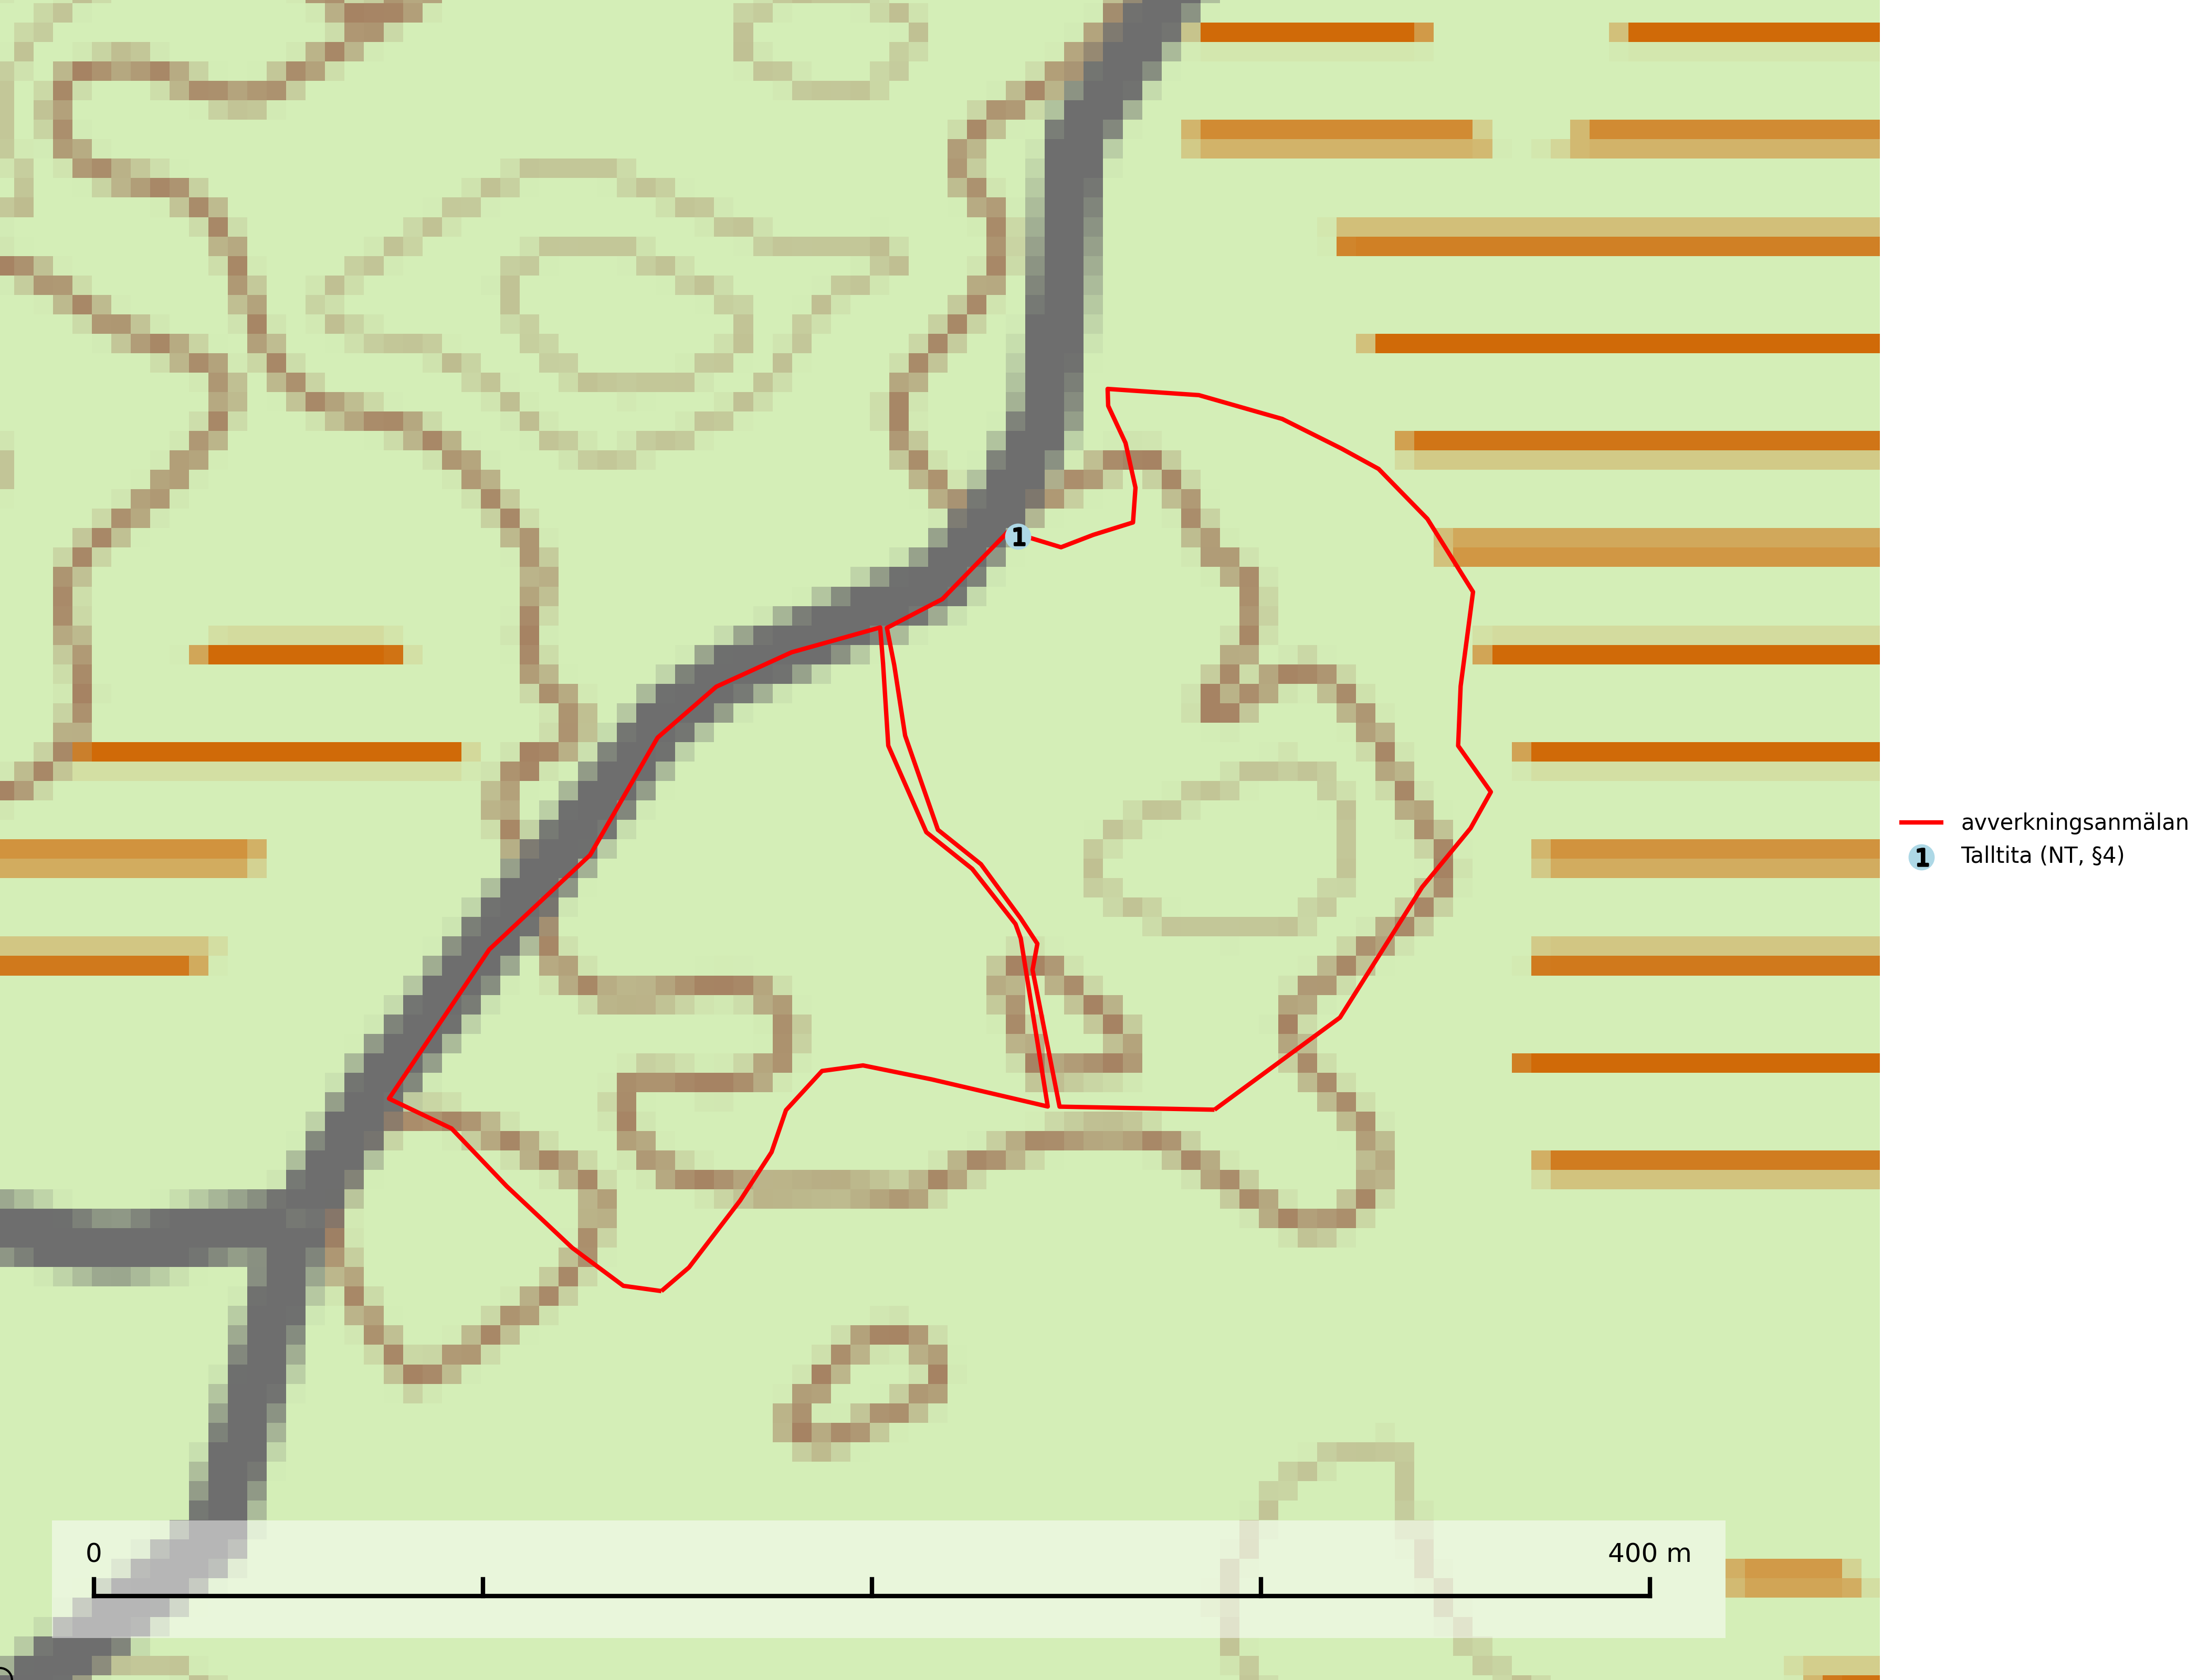 1
avverkningsanmälan
1 Talltita (NT, §4)
0 400 m